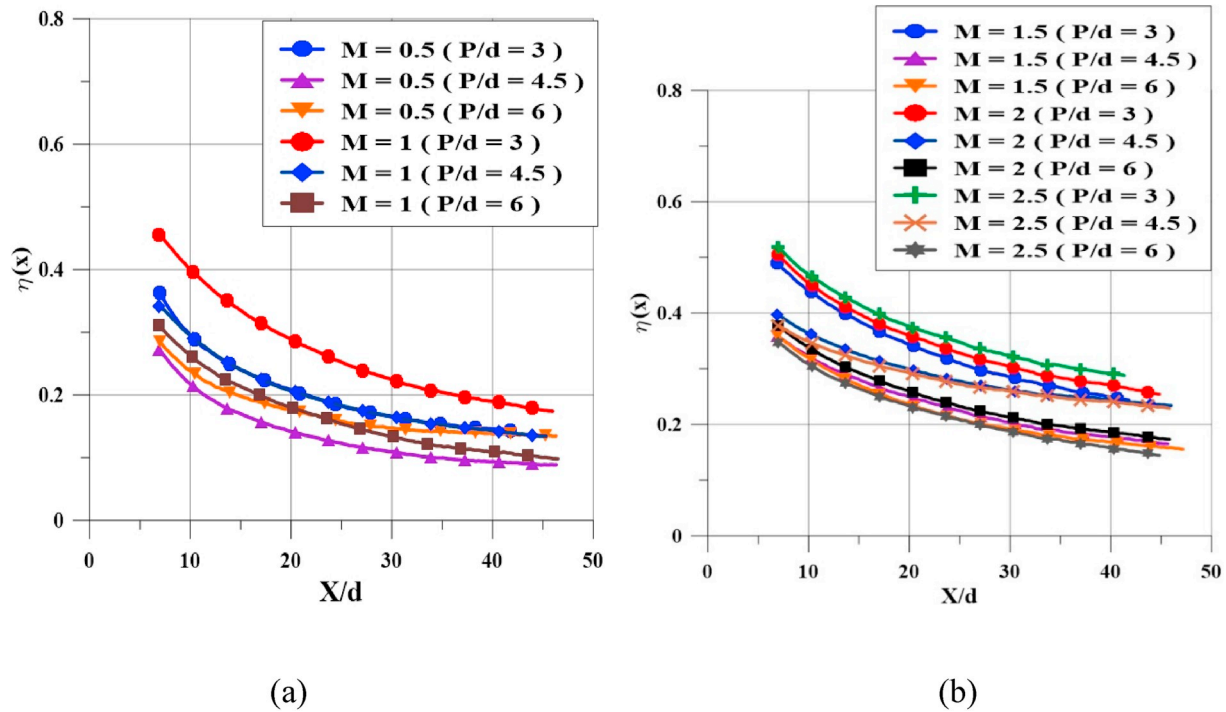 0.8
0.6
0.4
0.2
0
η(x)
0 10 20 30 40 50
X/d
M = 0.5 ( P/d = 3 )
M = 0.5 ( P/d = 4.5 )
M = 0.5 ( P/d = 6 )
M = 1 ( P/d = 3 )
M = 1 ( P/d = 4.5 )
M = 1 ( P/d = 6 )
(a)
0.8
0.6
0.4
0.2
0
η(x)
0 10 20 30 40 50
X/d
M = 1.5 ( P/d = 3 )
M = 1.5 ( P/d = 4.5 )
M = 1.5 ( P/d = 6 )
M = 2 ( P/d = 3 )
M = 2 ( P/d = 4.5 )
M = 2 ( P/d = 6 )
M = 2.5 ( P/d = 3 )
M = 2.5 ( P/d = 4.5 )
M = 2.5 ( P/d = 6 )
(b)